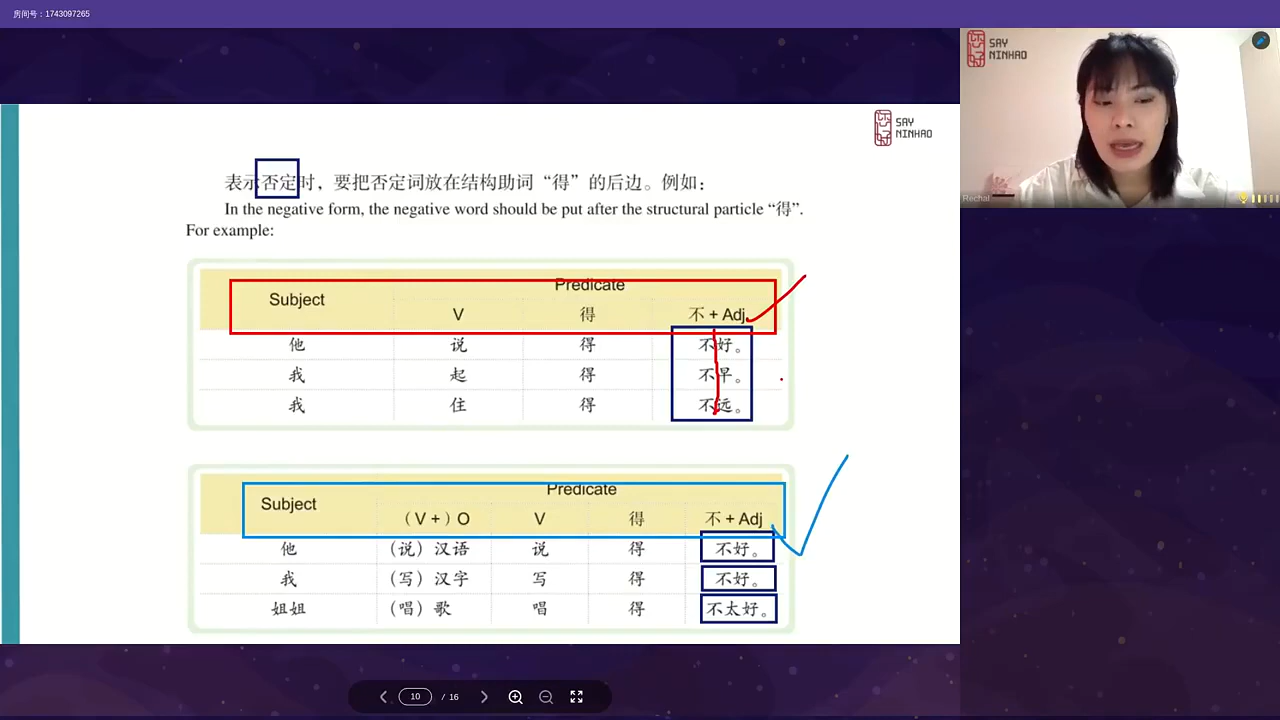 房间号：1743097265
SAY
NINHAO
SAY
NINHAO
Rechal
表示否定时，要把否定词放在结构助词“得”的后边。例如：
In the negative form, the negative word should be put after the structural particle “得”.
For example:
Subject Predicate
V 得 不 + Adj.
他 说 得 不好。
我 起 得 不早。
我 住 得 不远。
Subject Predicate
（V +）O V 得 不 + Adj
他 （说）汉语 说 得 不好。
我 （写）汉字 写 得 不好。
姐姐 （唱）歌 唱 得 不太好。
10 / 16